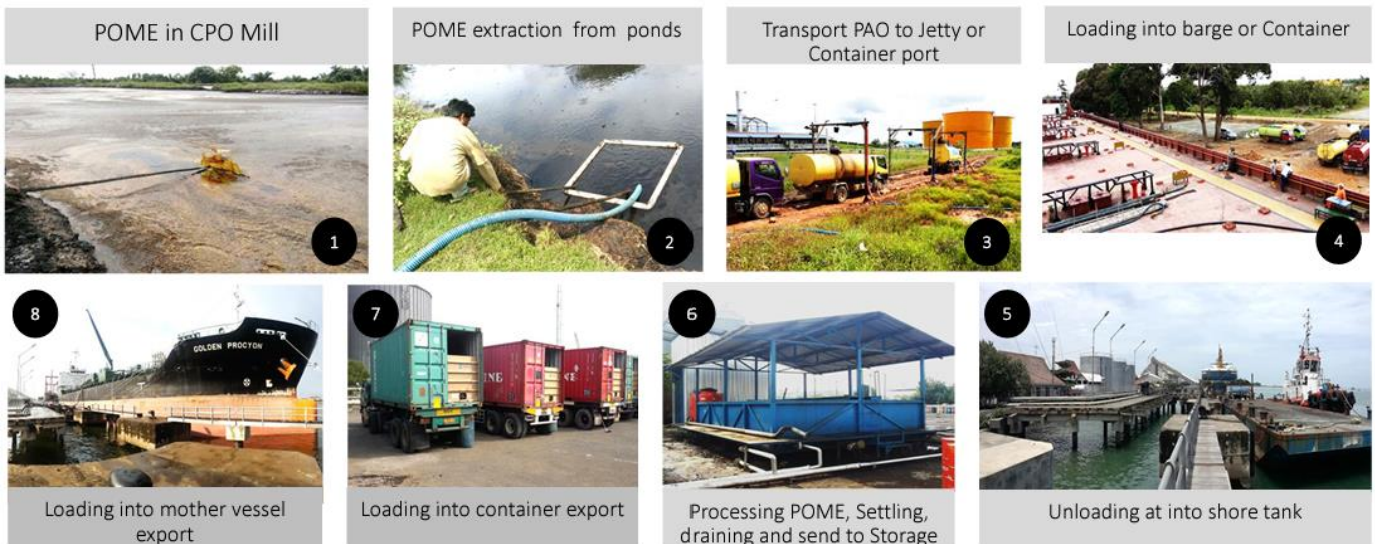 POME in CPO Mill
POME extraction from ponds
Transport PAO to Jetty or
Container port
Loading into barge or Container
1
2
3
4
8
7
6
5
GOLDEN PROCYON
INE
Loading into mother vessel
export
Loading into container export
Processing POME, Settling,
draining and send to Storage
Unloading at into shore tank